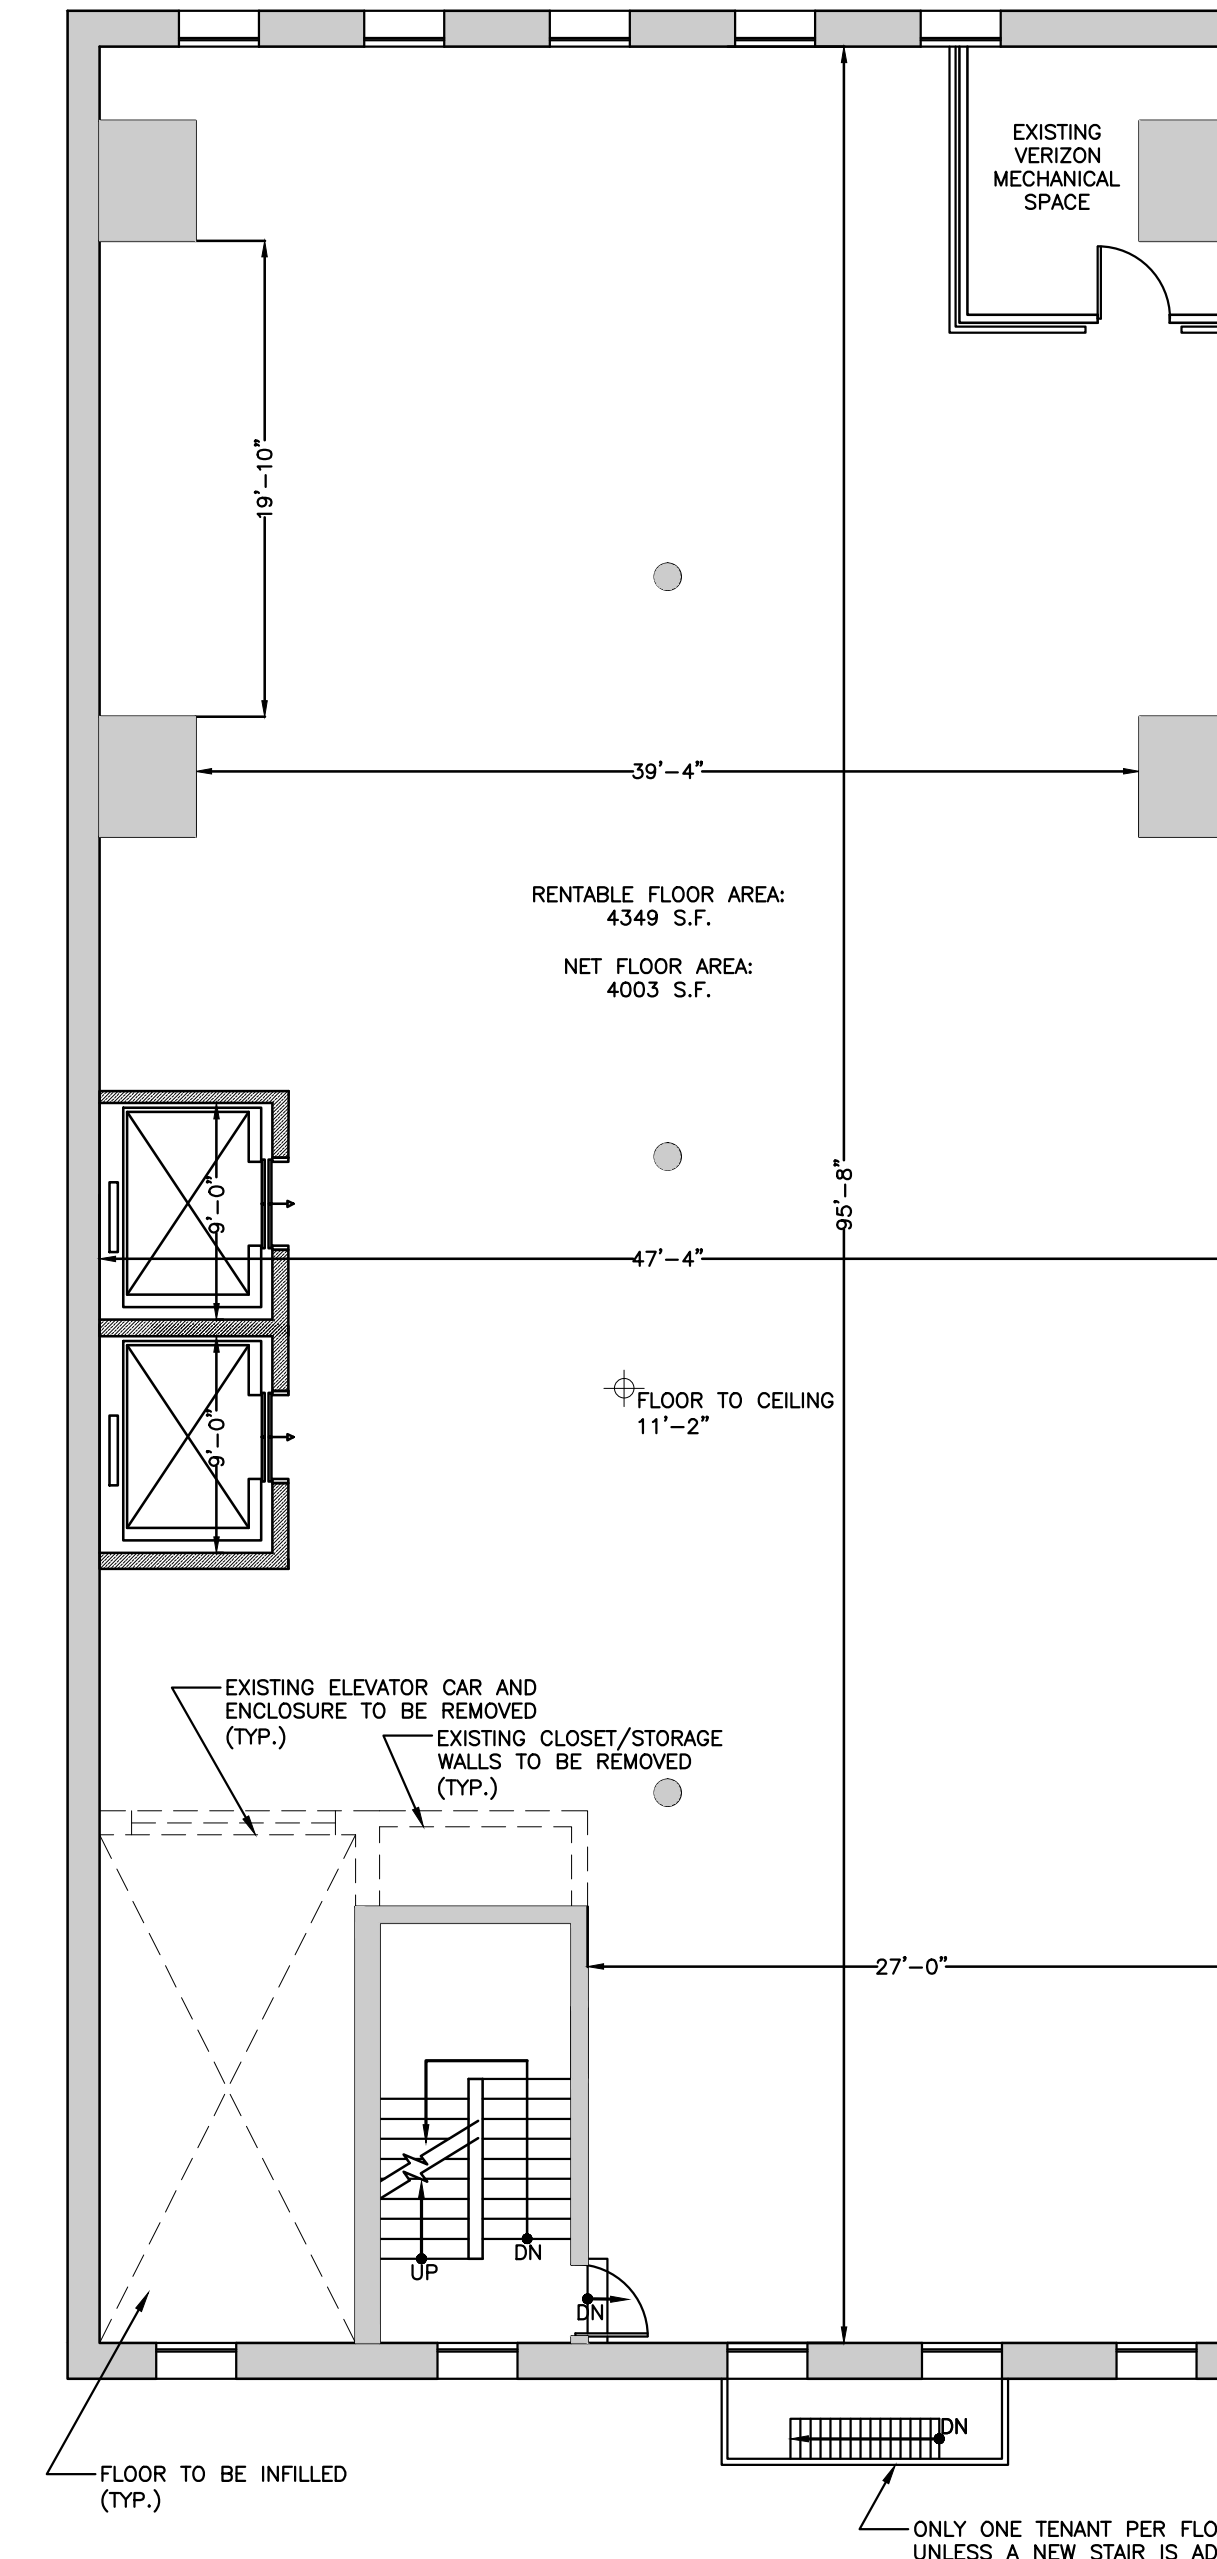 EXISTING
VERIZON
MECHANICAL
SPACE
19'-10"
39'-4"
RENTABLE FLOOR AREA:
4349 S.F.
NET FLOOR AREA:
4003 S.F.
9'-0"
95'-8"
47'-4"
FLOOR TO CEILING
11'-2"
9'-0"
EXISTING ELEVATOR CAR AND
ENCLOSURE TO BE REMOVED
(TYP.)
EXISTING CLOSET/STORAGE
WALLS TO BE REMOVED
(TYP.)
27'-0"
DN
UP
DN
DN
FLOOR TO BE INFILLED
(TYP.)
ONLY ONE TENANT PER FLO
UNLESS A NEW STAIR IS AD